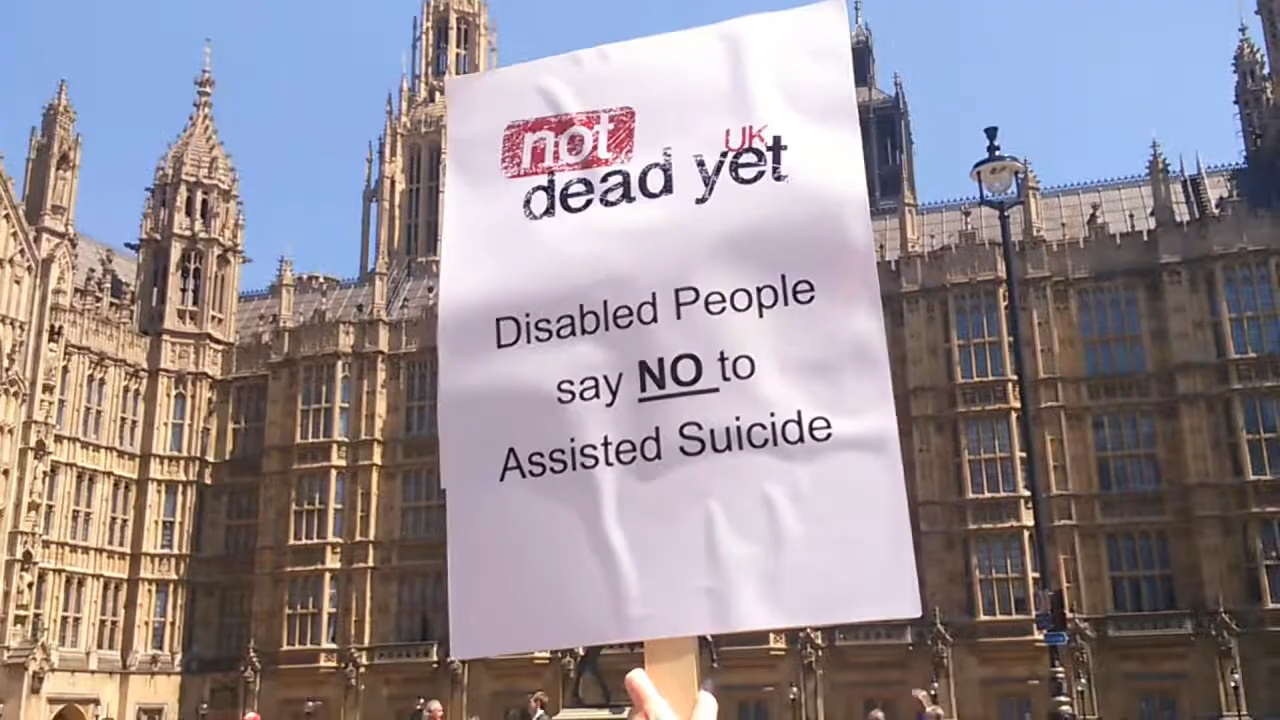 not
UK
dead yet
Disabled People
say NO to
Assisted Suicide